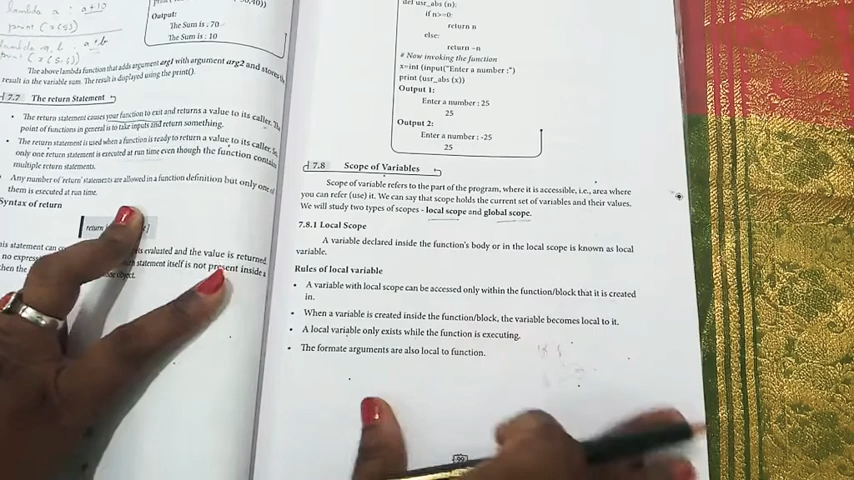 lambda a : a+10
print (x(5))
lambda a, b : a*b
Output:
The Sum is : 70
The Sum is : 10
The above lambda function that adds argument arg1 with argument arg2 and stores the
result in the variable sum. The result is displayed using the print().
7.7 The return Statement
• The return statement causes your function to exit and returns a value to its caller. The
point of functions in general is to take inputs and return something.
• The return statement is used when a function is ready to return a value to its caller. So,
only one return statement is executed at run time even though the function contains
multiple return statements.
• Any number of 'return' statements are allowed in a function definition but only one of
them is executed at run time.
Syntax of return
return
this statement can evaluated and the value is returned
no statement itself is not present inside a
object.
def usr_abs (n):
if n>=0:
return n
else:
return –n
# Now invoking the function
x=int (input("Enter a number :")
print (usr_abs (x))
Output 1:
Enter a number : 25
25
Output 2:
Enter a number : -25
25
7.8 Scope of Variables
Scope of variable refers to the part of the program, where it is accessible, i.e., area where
you can refer (use) it. We can say that scope holds the current set of variables and their values.
We will study two types of scopes - local scope and global scope.
7.8.1 Local Scope
A variable declared inside the function's body or in the local scope is known as local
variable.
Rules of local variable
• A variable with local scope can be accessed only within the function/block that it is created
in.
• When a variable is created inside the function/block, the variable becomes local to it.
• A local variable only exists while the function is executing.
• The formate arguments are also local to function.
99